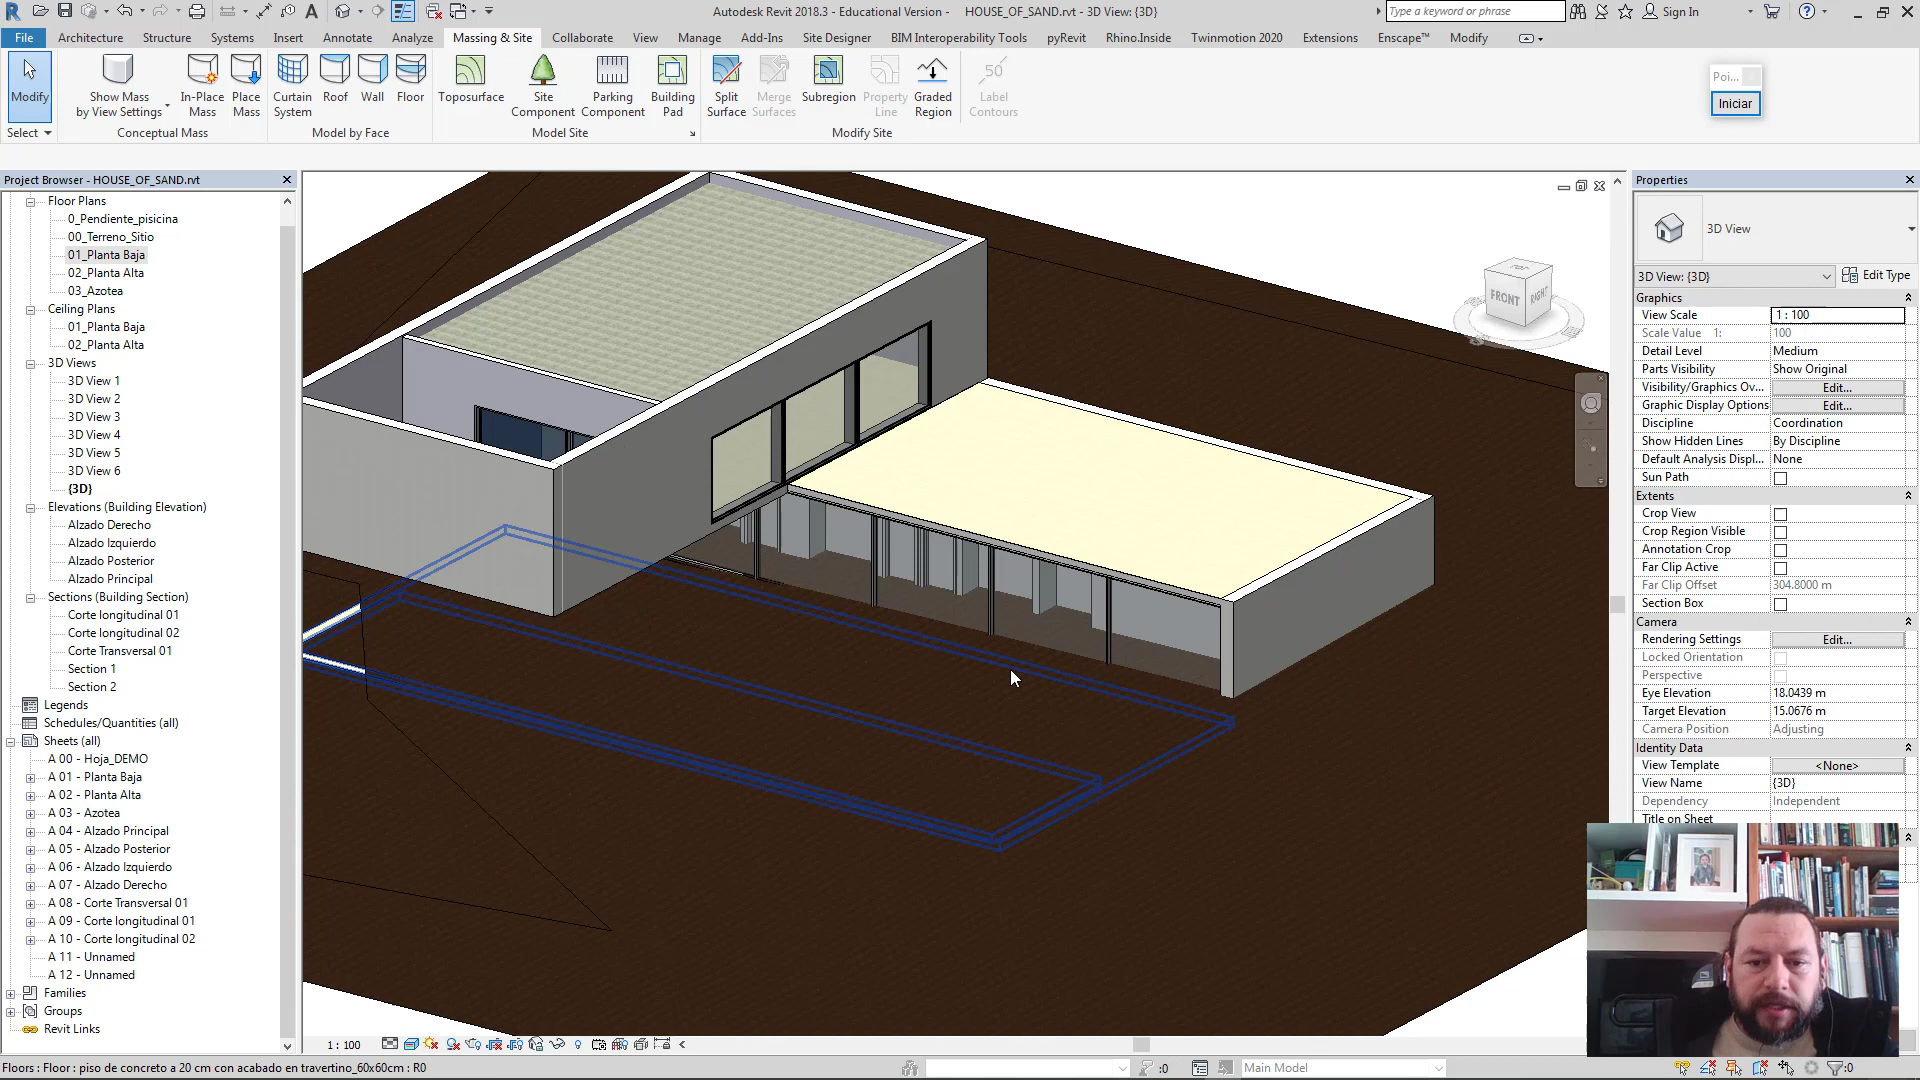 Autodesk Revit 2018.3 - Educational Version - HOUSE_OF_SAND.rvt - 3D View: {3D}
Type a keyword or phrase
Sign In
File Architecture Structure Systems Insert Annotate Analyze Massing & Site Collaborate View Manage Add-Ins Site Designer BIM Interoperability Tools pyRevit Rhino.Inside Twinmotion 2020 Extensions Enscape™ Modify
Modify
Show Mass by View Settings
In-Place Mass
Place Mass
Curtain System
Roof
Wall
Floor
Toposurface
Site Component
Parking Component
Building Pad
Split Surface
Merge Surfaces
Subregion
Property Line
Graded Region
50
Label Contours
Poi...
Iniciar
Select
Conceptual Mass
Model by Face
Model Site
Modify Site
Project Browser - HOUSE_OF_SAND.rvt
Floor Plans
0_Pendiente_pisicina
00_Terreno_Sitio
01_Planta Baja
02_Planta Alta
03_Azotea
Ceiling Plans
01_Planta Baja
02_Planta Alta
3D Views
3D View 1
3D View 2
3D View 3
3D View 4
3D View 5
3D View 6
{3D}
Elevations (Building Elevation)
Alzado Derecho
Alzado Izquierdo
Alzado Posterior
Alzado Principal
Sections (Building Section)
Corte longitudinal 01
Corte longitudinal 02
Corte Transversal 01
Section 1
Section 2
Legends
Schedules/Quantities (all)
Sheets (all)
A 00 - Hoja_DEMO
A 01 - Planta Baja
A 02 - Planta Alta
A 03 - Azotea
A 04 - Alzado Principal
A 05 - Alzado Posterior
A 06 - Alzado Izquierdo
A 07 - Alzado Derecho
A 08 - Corte Transversal 01
A 09 - Corte longitudinal 01
A 10 - Corte longitudinal 02
A 11 - Unnamed
A 12 - Unnamed
Families
Groups
Revit Links
TOP
FRONT
RIGHT
Properties
3D View
3D View: {3D}
Edit Type
Graphics
View Scale 1 : 100
Scale Value 1: 100
Detail Level Medium
Parts Visibility Show Original
Visibility/Graphics Ov... Edit...
Graphic Display Options Edit...
Discipline Coordination
Show Hidden Lines By Discipline
Default Analysis Displ... None
Sun Path
Extents
Crop View
Crop Region Visible
Annotation Crop
Far Clip Active
Far Clip Offset 304.8000 m
Section Box
Camera
Rendering Settings Edit...
Locked Orientation
Perspective
Eye Elevation 18.0439 m
Target Elevation 15.0676 m
Camera Position Adjusting
Identity Data
View Template <None>
View Name {3D}
Dependency Independent
Title on Sheet
1 : 100
Floors : Floor : piso de concreto a 20 cm con acabado en travertino_60x60cm : R0
:0
Main Model
:0